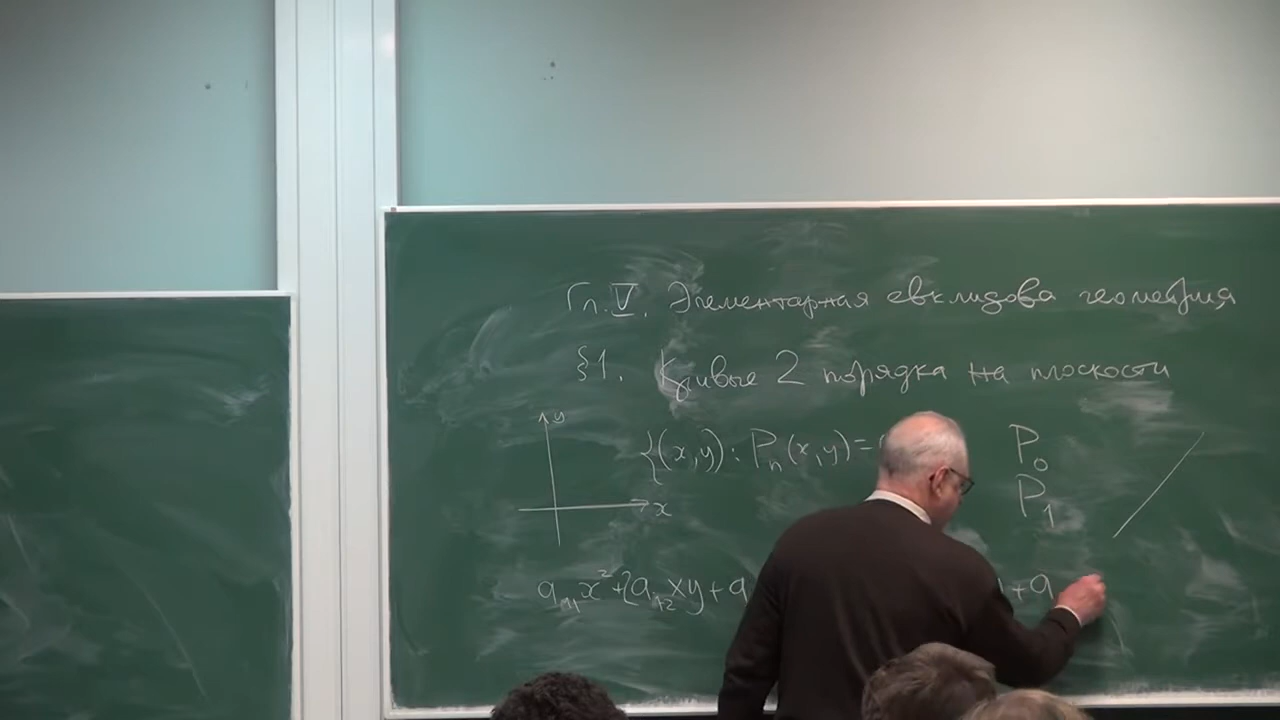 Гл. V. Элементарная евклидова геометрия
§1. Кривые 2 порядка на плоскости
y
{(x,y): Pₙ(x,y)=
P₀
P₁
x
a₁₁x²+2a₁₂xy+a
+a